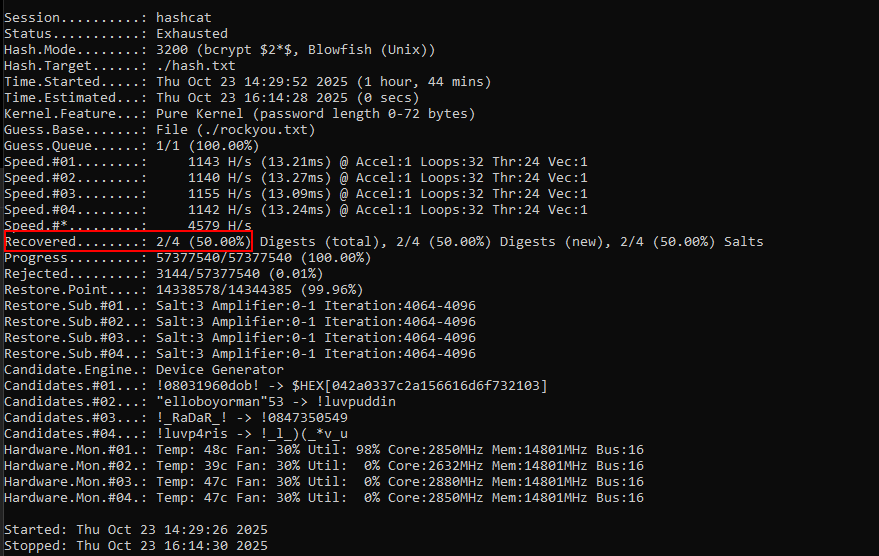 Session..........: hashcat
Status...........: Exhausted
Hash.Mode........: 3200 (bcrypt $2*$, Blowfish (Unix))
Hash.Target......: ./hash.txt
Time.Started.....: Thu Oct 23 14:29:52 2025 (1 hour, 44 mins)
Time.Estimated...: Thu Oct 23 16:14:28 2025 (0 secs)
Kernel.Feature...: Pure Kernel (password length 0-72 bytes)
Guess.Base.......: File (./rockyou.txt)
Guess.Queue......: 1/1 (100.00%)
Speed.#01........:     1143 H/s (13.21ms) @ Accel:1 Loops:32 Thr:24 Vec:1
Speed.#02........:     1140 H/s (13.27ms) @ Accel:1 Loops:32 Thr:24 Vec:1
Speed.#03........:     1155 H/s (13.09ms) @ Accel:1 Loops:32 Thr:24 Vec:1
Speed.#04........:     1142 H/s (13.24ms) @ Accel:1 Loops:32 Thr:24 Vec:1
Speed.#*.........:     4579 H/s
Recovered........: 2/4 (50.00%) Digests (total), 2/4 (50.00%) Digests (new), 2/4 (50.00%) Salts
Progress.........: 57377540/57377540 (100.00%)
Rejected.........: 3144/57377540 (0.01%)
Restore.Point....: 14338578/14344385 (99.96%)
Restore.Sub.#01..: Salt:3 Amplifier:0-1 Iteration:4064-4096
Restore.Sub.#02..: Salt:3 Amplifier:0-1 Iteration:4064-4096
Restore.Sub.#03..: Salt:3 Amplifier:0-1 Iteration:4064-4096
Restore.Sub.#04..: Salt:3 Amplifier:0-1 Iteration:4064-4096
Candidate.Engine.: Device Generator
Candidates.#01...: !08031960dob! -> $HEX[042a0337c2a156616d6f732103]
Candidates.#02...: "elloboyorman"53 -> !luvpuddin
Candidates.#03...: !_RaDaR_! -> !0847350549
Candidates.#04...: !luvp4ris -> !_l_)(_*v_u
Hardware.Mon.#01.: Temp: 48c Fan: 30% Util: 98% Core:2850MHz Mem:14801MHz Bus:16
Hardware.Mon.#02.: Temp: 39c Fan: 30% Util:  0% Core:2632MHz Mem:14801MHz Bus:16
Hardware.Mon.#03.: Temp: 47c Fan: 30% Util:  0% Core:2880MHz Mem:14801MHz Bus:16
Hardware.Mon.#04.: Temp: 47c Fan: 30% Util:  0% Core:2850MHz Mem:14801MHz Bus:16
Started: Thu Oct 23 14:29:26 2025
Stopped: Thu Oct 23 16:14:30 2025